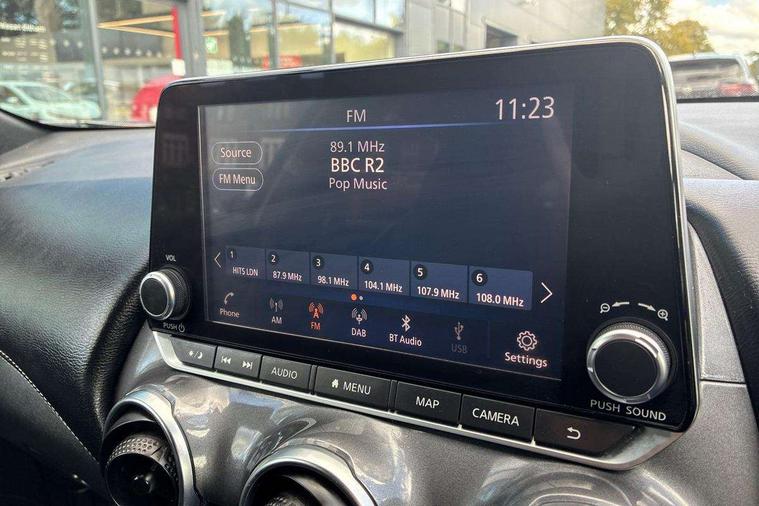 FM
11:23
Source
FM Menu
89.1 MHz
BBC R2
Pop Music
1
HITS LDN
2
87.9 MHz
3
98.1 MHz
4
104.1 MHz
5
107.9 MHz
6
108.0 MHz
Phone
AM
FM
DAB
BT Audio
USB
Settings
VOL
PUSH
AUDIO
MENU
MAP
CAMERA
PUSH SOUND